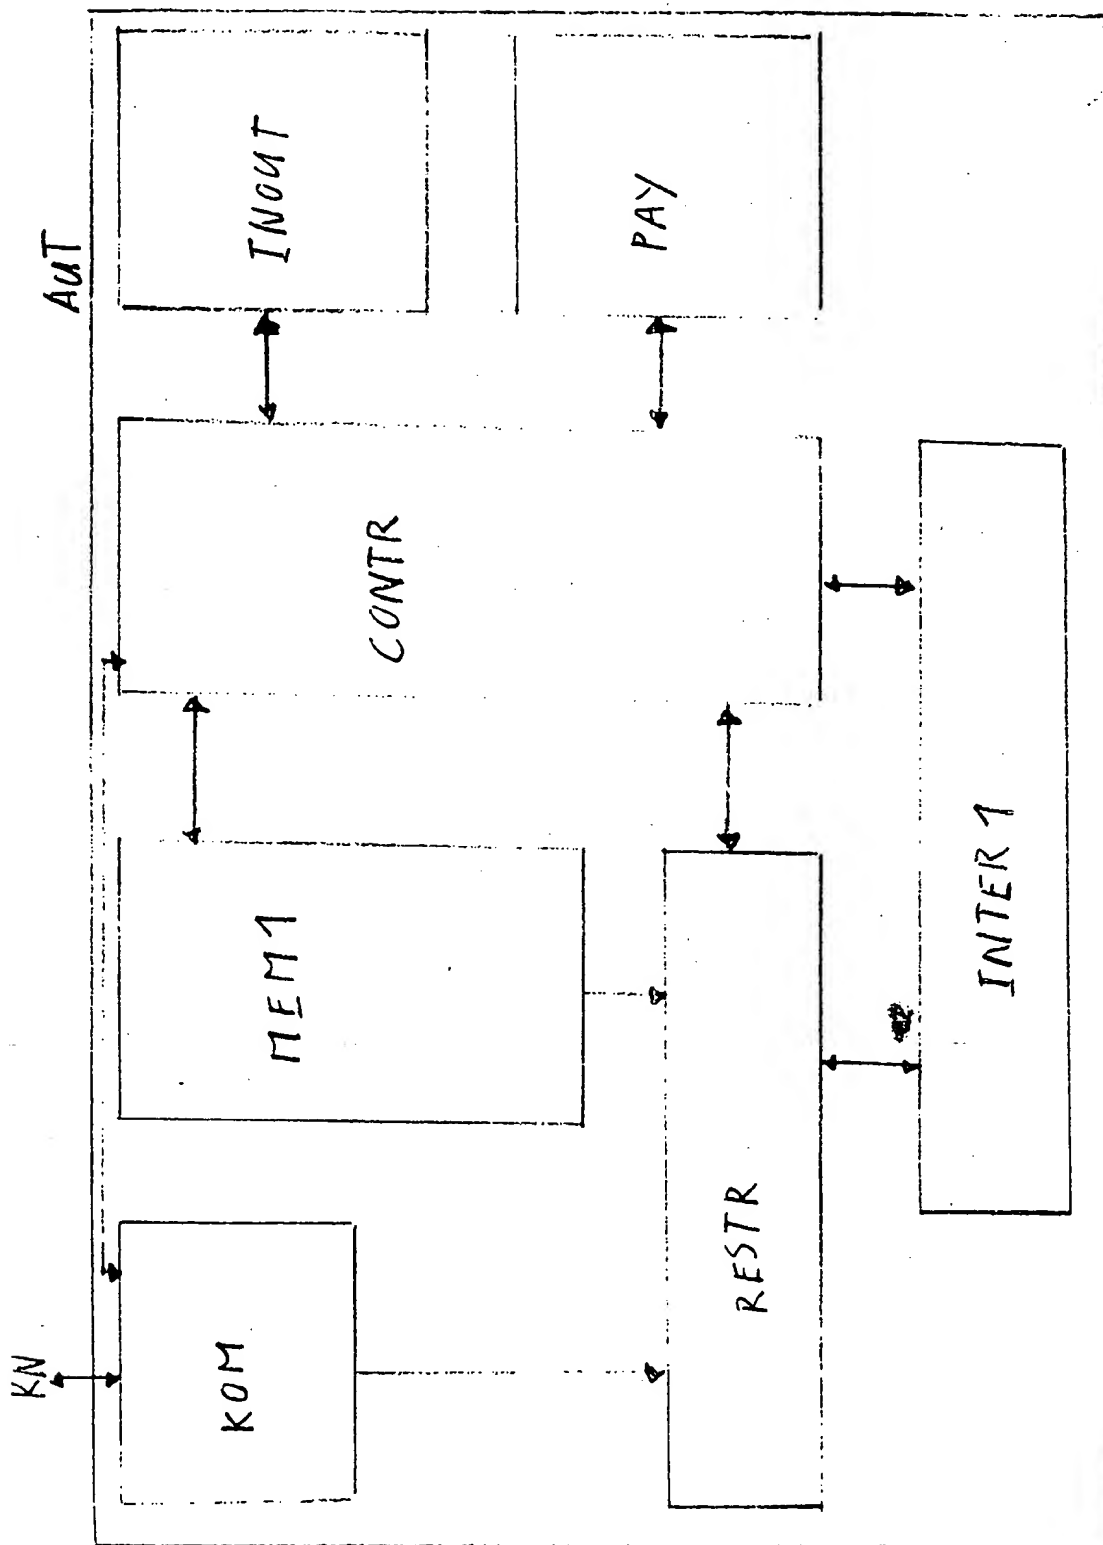 KN
AUT
KOM
MEM1
CONTR
INOUT
PAY
RESTR
INTER1